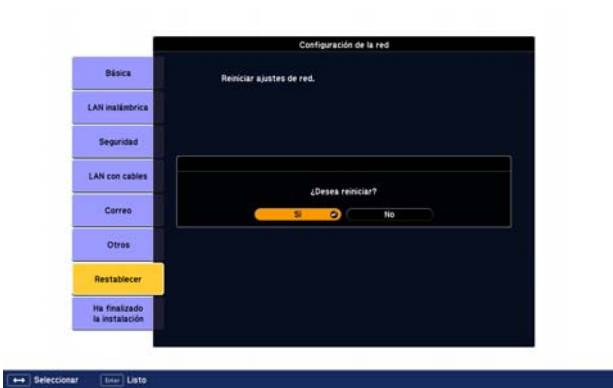 Configuración de la red
Básica
Reiniciar ajustes de red.
LAN inalámbrica
Seguridad
LAN con cables
¿Desea reiniciar?
Sí No
Correo
Otros
Restablecer
Ha finalizado
la instalación
Seleccionar Enter Listo